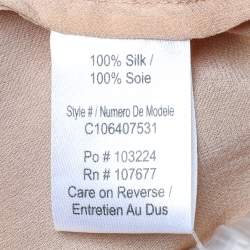 100% Silk /
100% Soie
Style # / Numero De Modele
C106407531
Po # 103224
Rn # 107677
Care on Reverse /
Entretien Au Dus